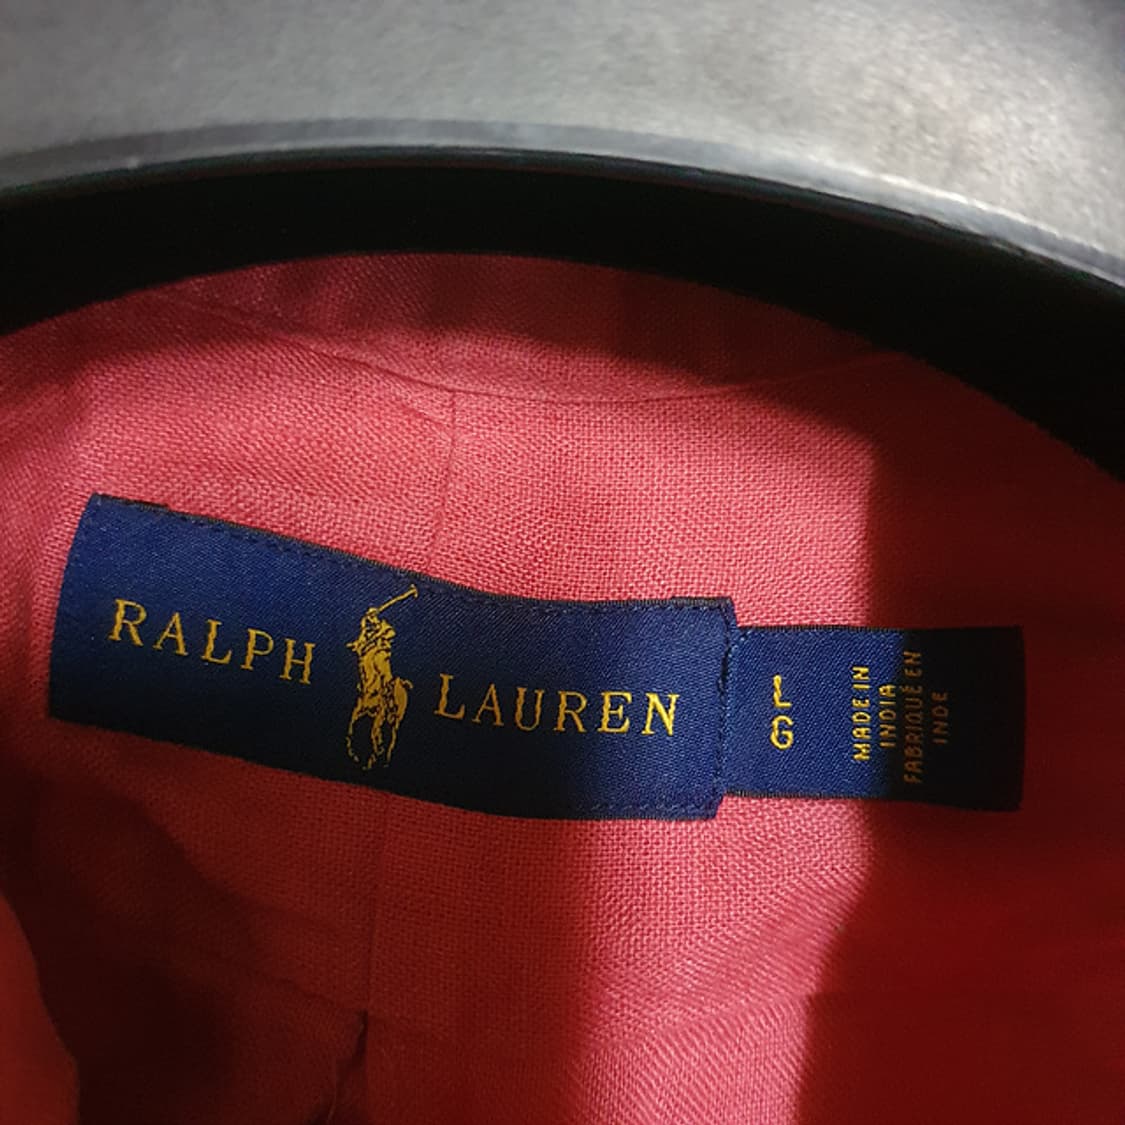 RALPH LAUREN
L
G
MADE IN
INDIA
FABRIQUÉ EN
INDE